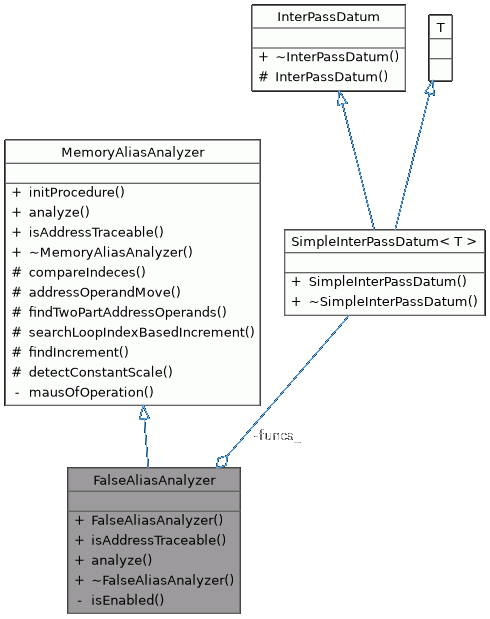 InterPassDatum
+ ~InterPassDatum()
# InterPassDatum()
T
MemoryAliasAnalyzer
+ initProcedure()
+ analyze()
+ isAddressTraceable()
+ ~MemoryAliasAnalyzer()
# compareIndeces()
# addressOperandMove()
# findTwoPartAddressOperands()
# searchLoopIndexBasedIncrement()
# findIncrement()
# detectConstantScale()
- mausOfOperation()
SimpleInterPassDatum< T >
+ SimpleInterPassDatum()
+ ~SimpleInterPassDatum()
-funcs_
FalseAliasAnalyzer
+ FalseAliasAnalyzer()
+ isAddressTraceable()
+ analyze()
+ ~FalseAliasAnalyzer()
- isEnabled()